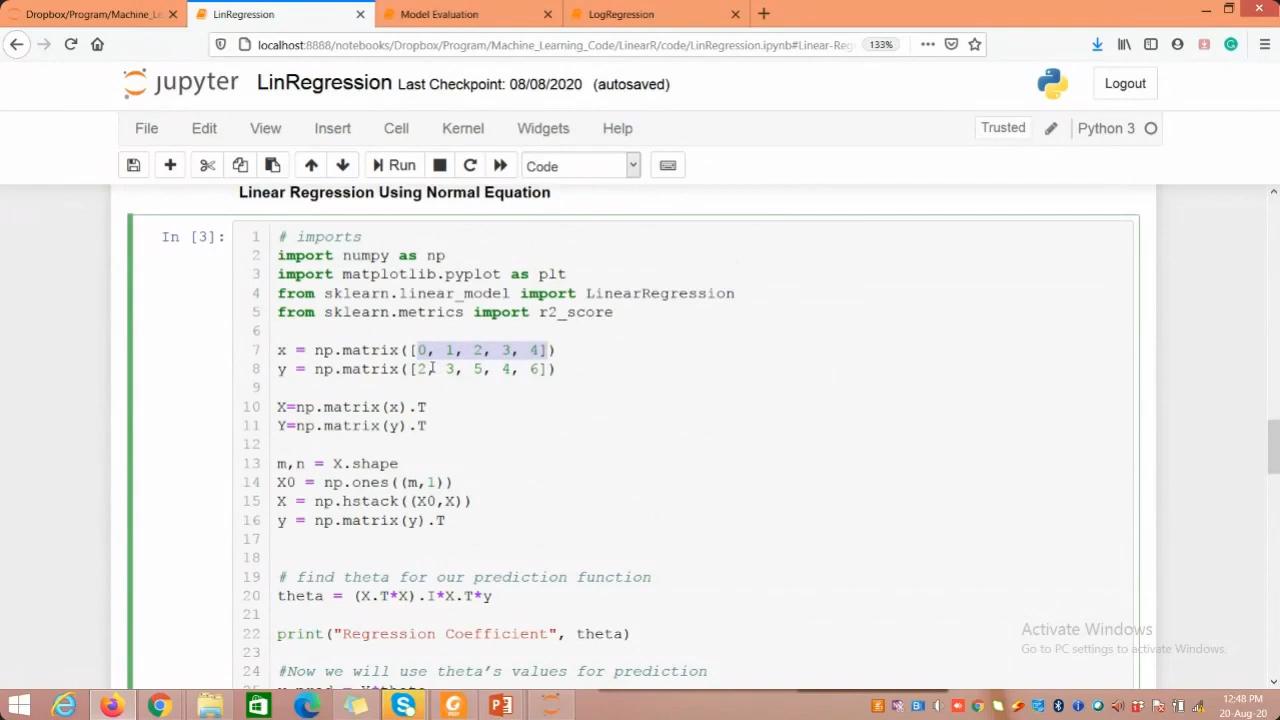 Dropbox/Program/Machine_Le
LinRegression
Model Evaluation
LogRegression
localhost:8888/notebooks/Dropbox/Program/Machine_Learning_Code/LinearR/code/LinRegression.ipynb#Linear-Reg
133%
jupyter LinRegression Last Checkpoint: 08/08/2020 (autosaved)
Logout
File Edit View Insert Cell Kernel Widgets Help
Trusted Python 3
Run Code
Linear Regression Using Normal Equation
In [3]:
1 # imports
2 import numpy as np
3 import matplotlib.pyplot as plt
4 from sklearn.linear_model import LinearRegression
5 from sklearn.metrics import r2_score
6
7 x = np.matrix([0, 1, 2, 3, 4])
8 y = np.matrix([2, 3, 5, 4, 6])
9
10 X=np.matrix(x).T
11 Y=np.matrix(y).T
12
13 m,n = X.shape
14 X0 = np.ones((m,1))
15 X = np.hstack((X0,X))
16 y = np.matrix(y).T
17
18
19 # find theta for our prediction function
20 theta = (X.T*X).I*X.T*y
21
22 print("Regression Coefficient", theta)
23
24 #Now we will use theta's values for prediction
Activate Windows
Go to PC settings to activate Windows.
12:48 PM
20-Aug-20